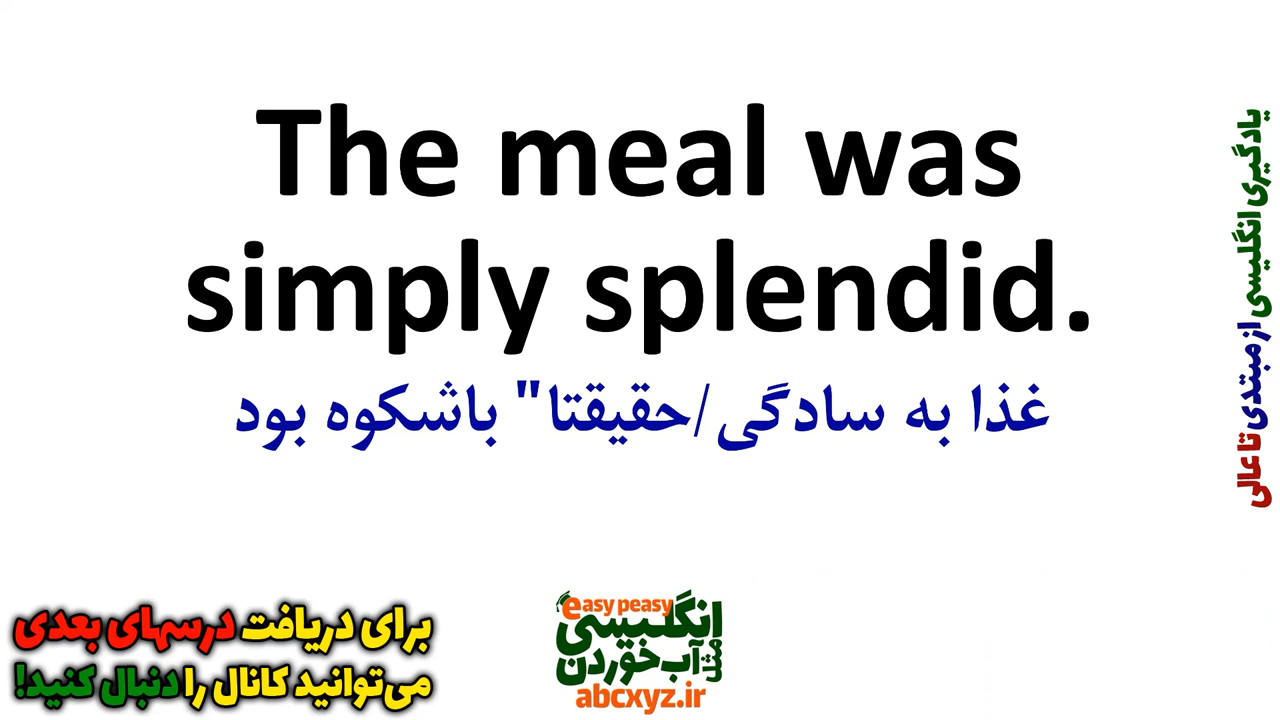 The meal was
simply splendid.
غذا به سادگی/حقیقتا" باشکوه بود
یادگیری انگلیسی از مبتدی تا عالی
برای دریافت درسهای بعدی
می‌توانید کانال را دنبال کنید!
easy peasy
انگلیسی
مثل آب خوردن
abcxyz.ir